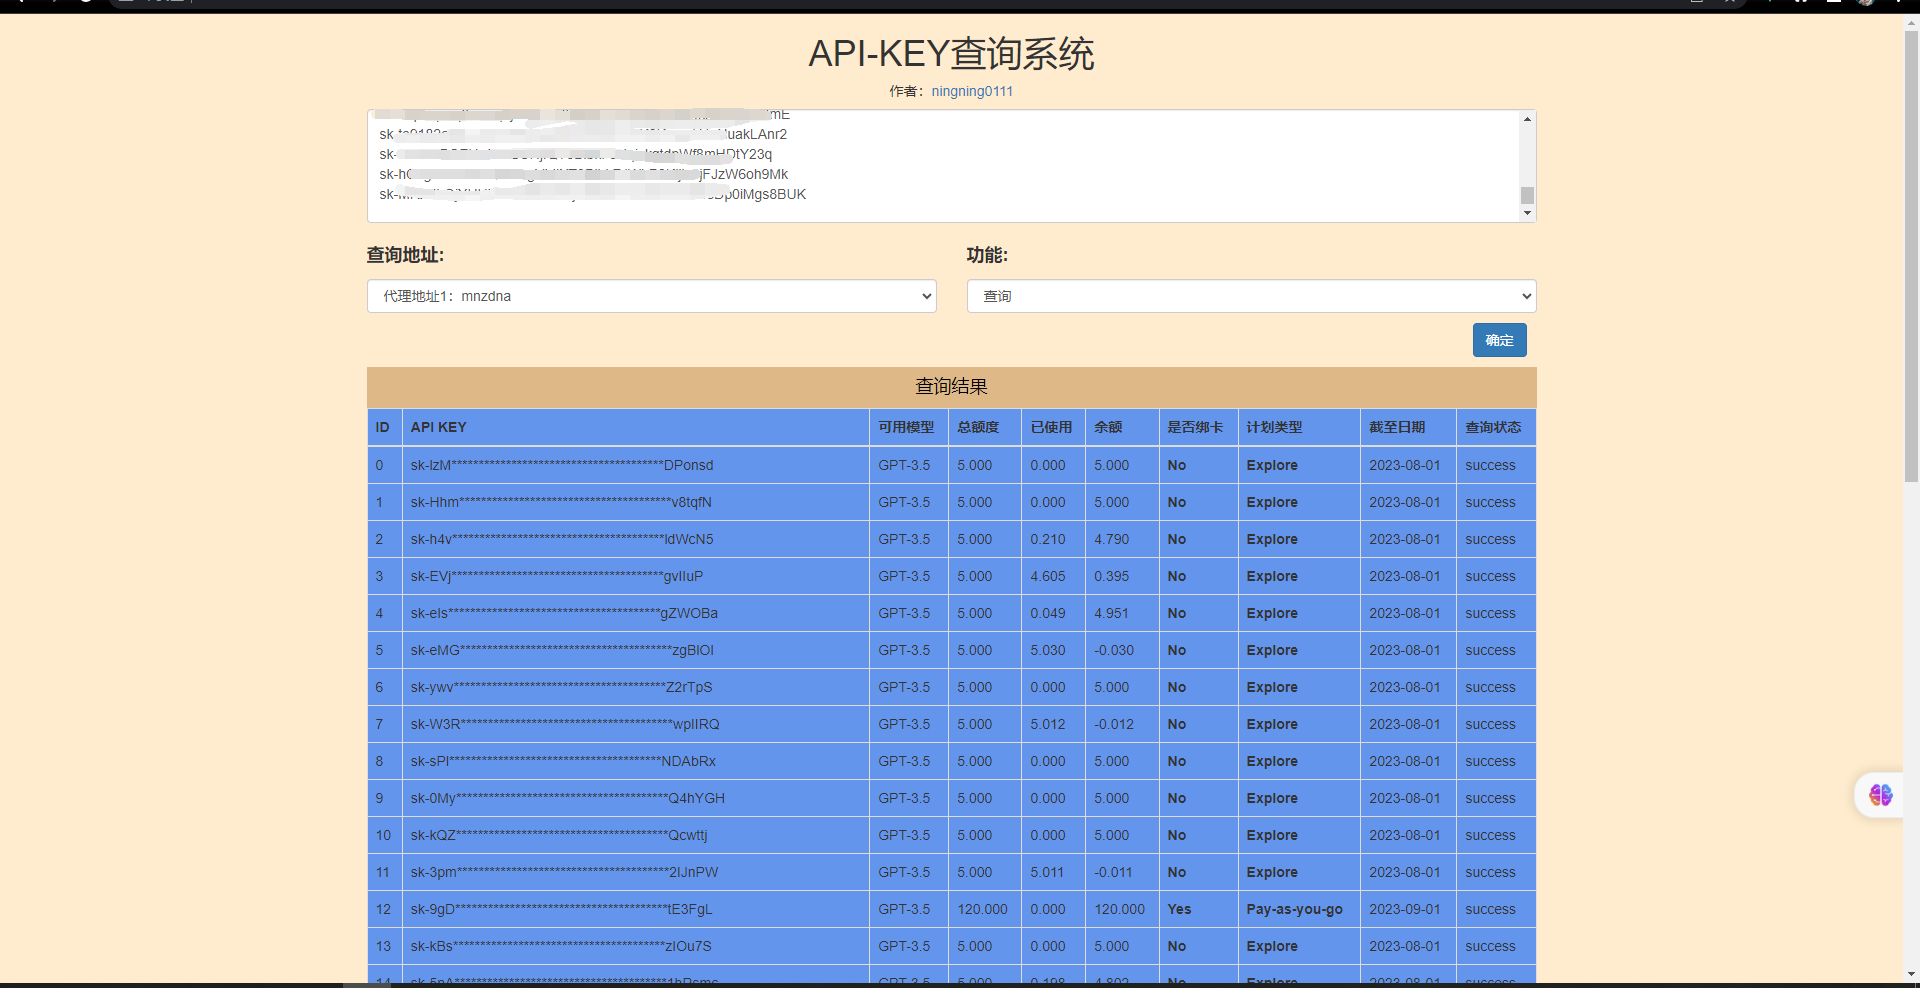 API-KEY查询系统
作者：ningning0111
mE
sk- uakLAnr2
sk- Wf8mHDtY23q
sk-h jFJzW6oh9Mk
sk- p0iMgs8BUK
查询地址: 功能:
代理地址1：mnzdna 查询
确定
查询结果
ID API KEY 可用模型 总额度 已使用 余额 是否绑卡 计划类型 截至日期 查询状态
0 sk-lzM***************************************DPonsd GPT-3.5 5.000 0.000 5.000 No Explore 2023-08-01 success
1 sk-Hhm***************************************v8tqfN GPT-3.5 5.000 0.000 5.000 No Explore 2023-08-01 success
2 sk-h4v***************************************ldWcN5 GPT-3.5 5.000 0.210 4.790 No Explore 2023-08-01 success
3 sk-EVj***************************************gvIluP GPT-3.5 5.000 4.605 0.395 No Explore 2023-08-01 success
4 sk-els***************************************gZWOBa GPT-3.5 5.000 0.049 4.951 No Explore 2023-08-01 success
5 sk-eMG***************************************zgBlOl GPT-3.5 5.000 5.030 -0.030 No Explore 2023-08-01 success
6 sk-ywv***************************************Z2rTpS GPT-3.5 5.000 0.000 5.000 No Explore 2023-08-01 success
7 sk-W3R***************************************wpIIRQ GPT-3.5 5.000 5.012 -0.012 No Explore 2023-08-01 success
8 sk-sPl***************************************NDAbRx GPT-3.5 5.000 0.000 5.000 No Explore 2023-08-01 success
9 sk-0My***************************************Q4hYGH GPT-3.5 5.000 0.000 5.000 No Explore 2023-08-01 success
10 sk-kQZ***************************************Qcwttj GPT-3.5 5.000 0.000 5.000 No Explore 2023-08-01 success
11 sk-3pm***************************************2IJnPW GPT-3.5 5.000 5.011 -0.011 No Explore 2023-08-01 success
12 sk-9gD***************************************tE3FgL GPT-3.5 120.000 0.000 120.000 Yes Pay-as-you-go 2023-09-01 success
13 sk-kBs***************************************zIOu7S GPT-3.5 5.000 0.000 5.000 No Explore 2023-08-01 success
14 GPT-3.5 5.000 0.198 4.802 No Explore 2023-08-01 success